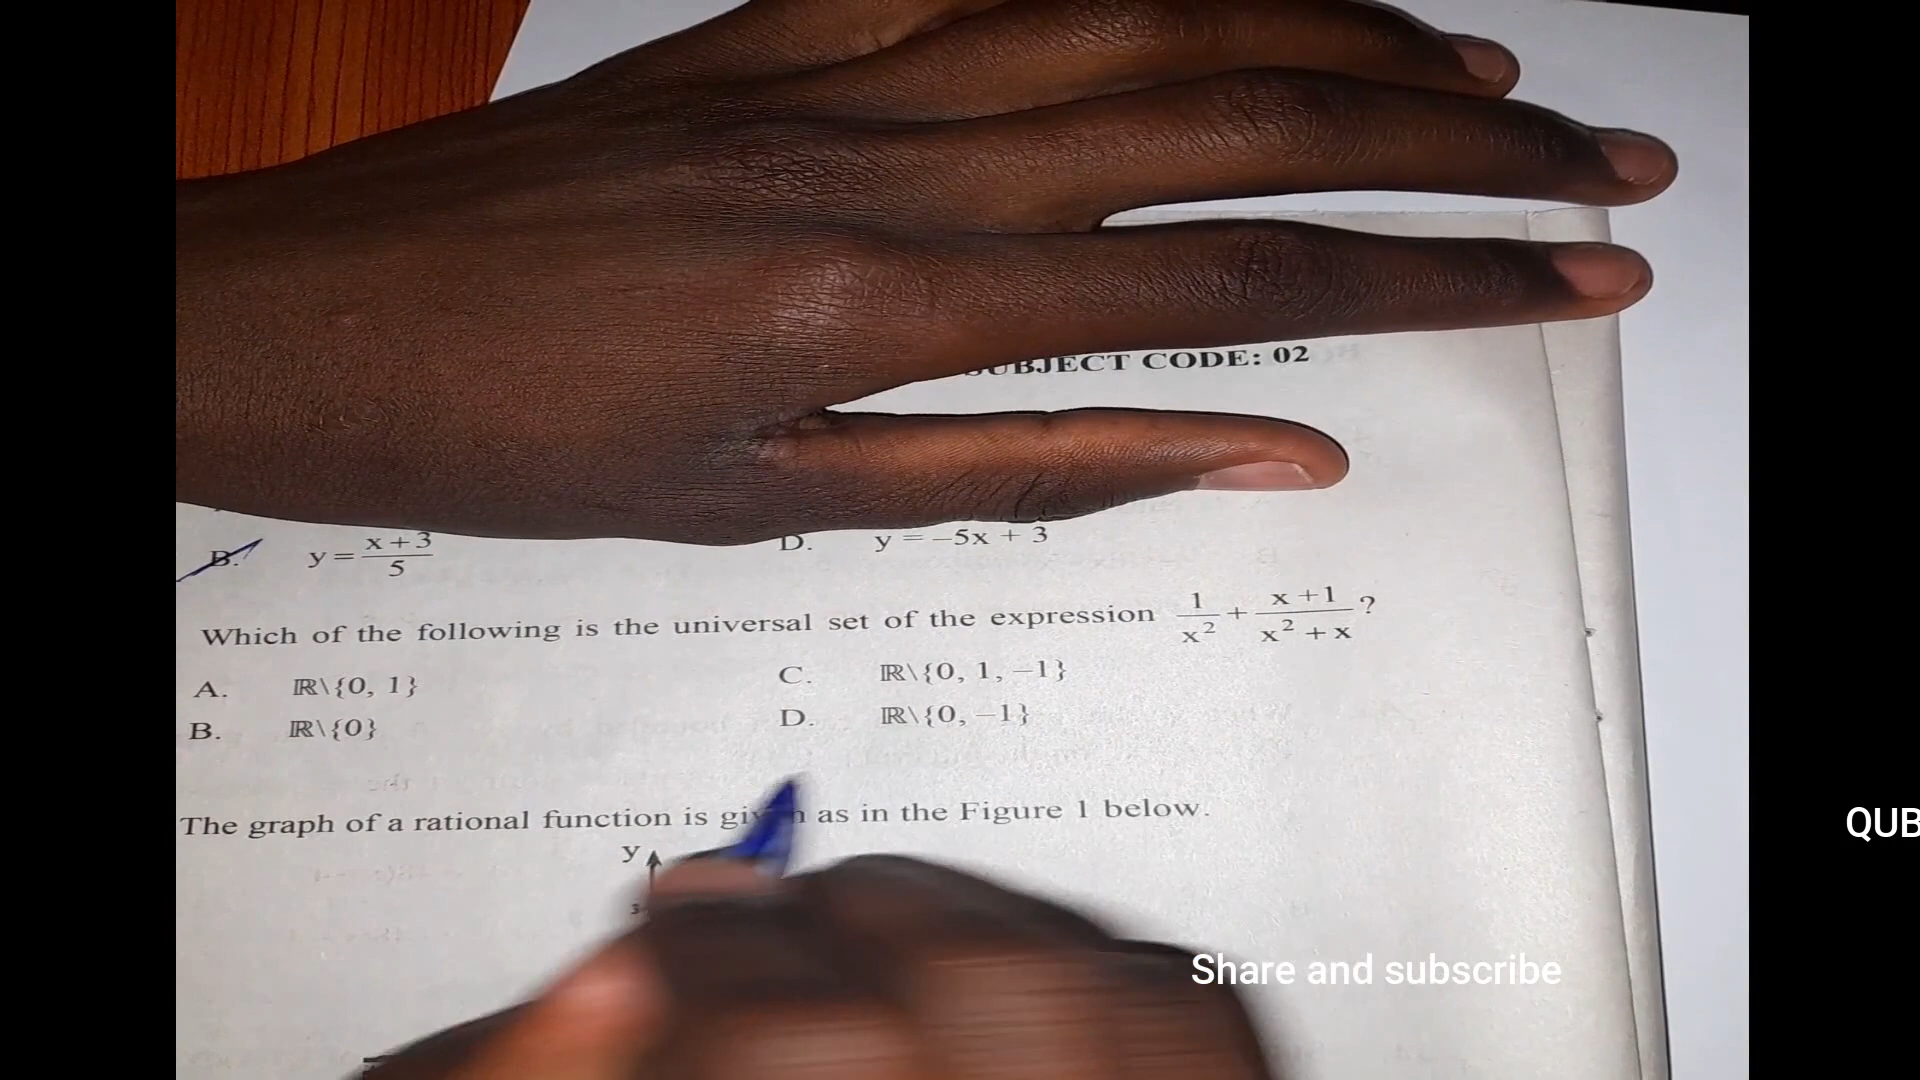 SUBJECT CODE: 02
B. y = x + 3 / 5 D. y = –5x + 3
Which of the following is the universal set of the expression 1 / x² + x + 1 / x² + x ?
A. ℝ\{0, 1} C. ℝ\{0, 1, –1}
B. ℝ\{0} D. ℝ\{0, –1}
The graph of a rational function is as in the Figure 1 below.
y
3
Share and subscribe